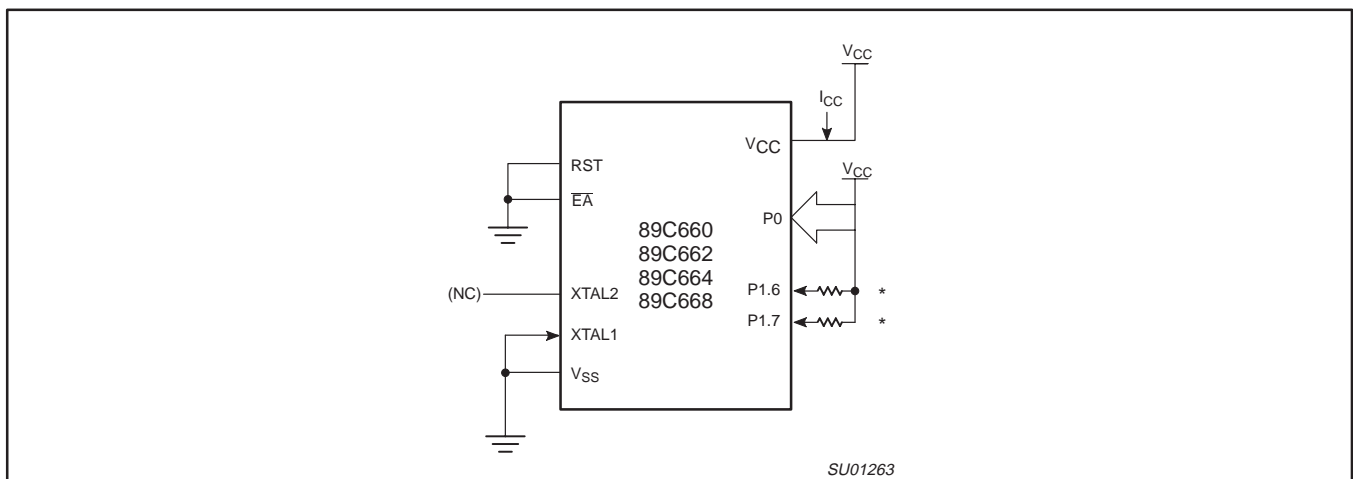 VCC
ICC
VCC
RST
VCC
EA
P0
89C660
89C662
89C664
89C668
(NC)
XTAL2
P1.6
*
P1.7
*
XTAL1
VSS
SU01263